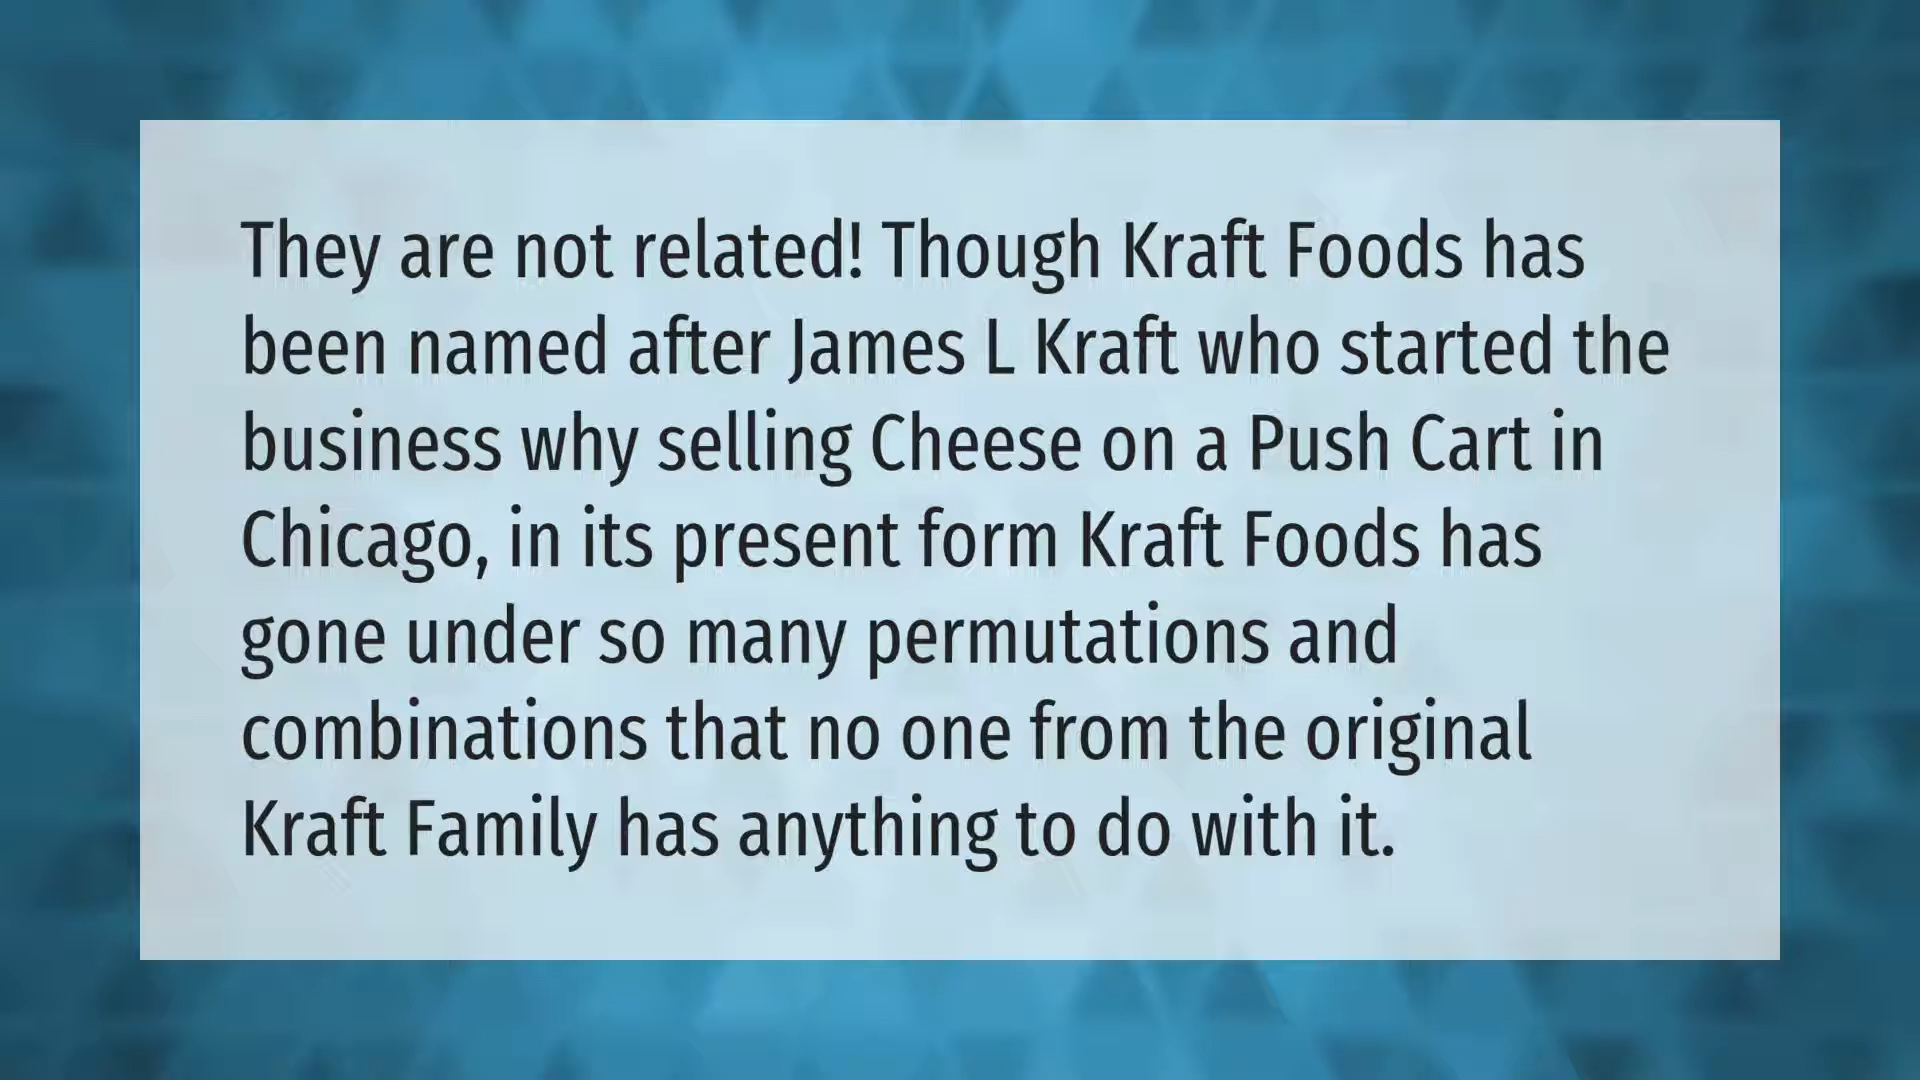 They are not related! Though Kraft Foods has
been named after James L Kraft who started the
business why selling Cheese on a Push Cart in
Chicago, in its present form Kraft Foods has
gone under so many permutations and
combinations that no one from the original
Kraft Family has anything to do with it.